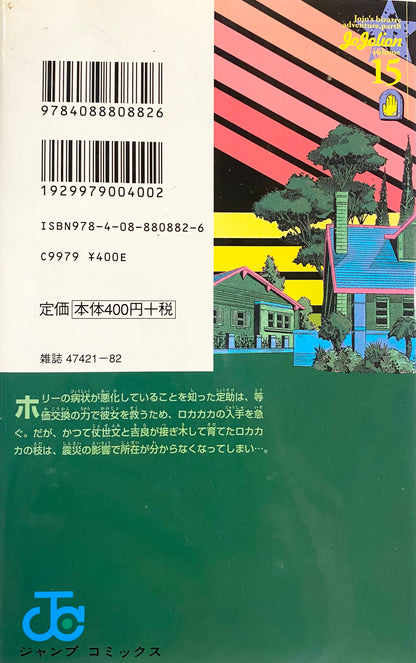 Jojo's bizarre
adventure.part8
JoJolion
volume
15
9784088808826
1929979004002
ISBN978-4-08-880882-6
C9979 ¥400E
定価 本体400円+税
雑誌 47421-82
ホリーの病状が悪化していることを知った定助は、等
価交換の力で彼女を救うため、ロカカカの入手を急
ぐ。だが、かつて仗世文と吉良が接ぎ木して育てたロカカ
カの枝は、震災の影響で所在が分からなくなってしまい…。
JC
ジャンプ コミックス